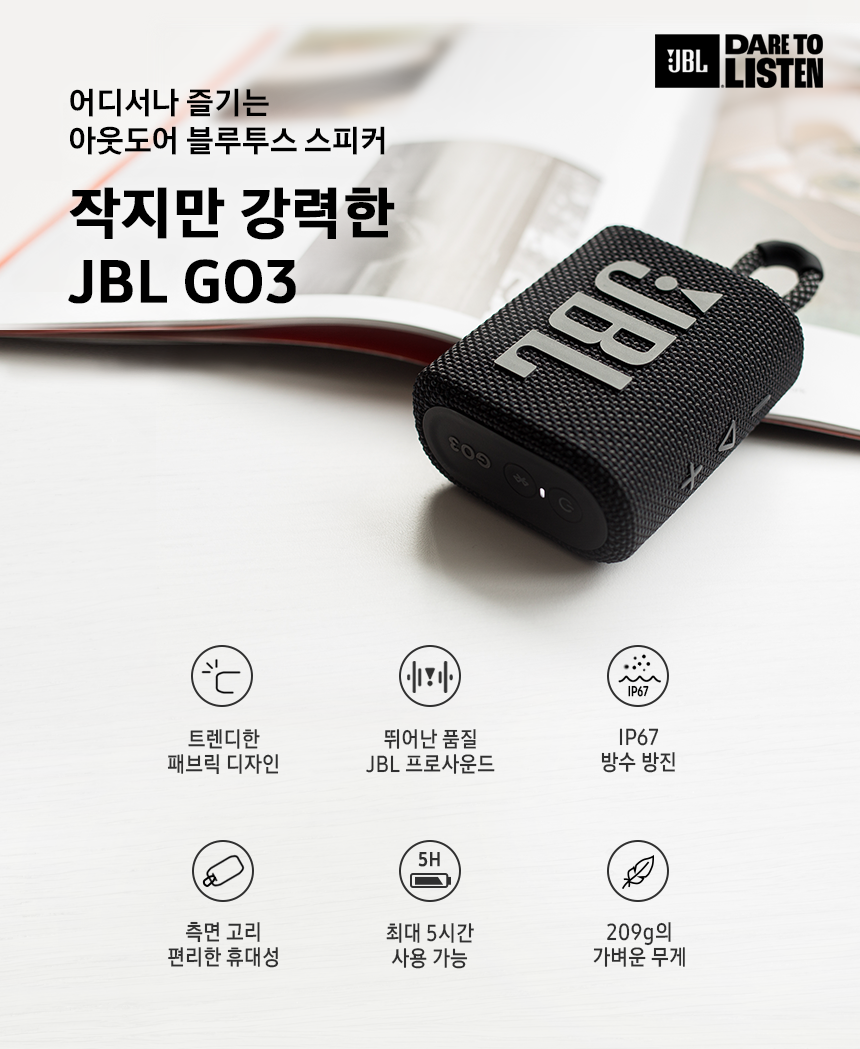 JBL DARE TO
LISTEN
어디서나 즐기는
아웃도어 블루투스 스피커
작지만 강력한
JBL GO3
JBL
GO3
IP67
트렌디한
패브릭 디자인
뛰어난 품질
JBL 프로사운드
IP67
방수 방진
5H
측면 고리
편리한 휴대성
최대 5시간
사용 가능
209g의
가벼운 무게